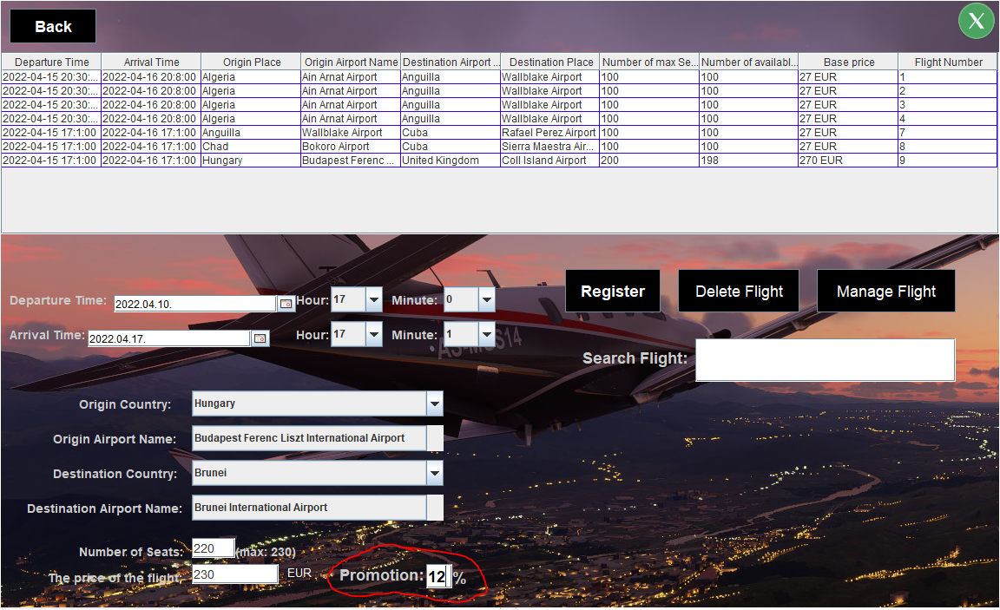 Back
X
Departure Time Arrival Time Origin Place Origin Airport Name Destination Airport ... Destination Place Number of max Se... Number of availabl... Base price Flight Number
2022-04-15 20:30:... 2022-04-16 20:8:00 Algeria Ain Arnat Airport Anguilla Wallblake Airport 100 100 27 EUR 1
2022-04-15 20:30:... 2022-04-16 20:8:00 Algeria Ain Arnat Airport Anguilla Wallblake Airport 100 100 27 EUR 2
2022-04-15 20:30:... 2022-04-16 20:8:00 Algeria Ain Arnat Airport Anguilla Wallblake Airport 100 100 27 EUR 3
2022-04-15 20:30:... 2022-04-16 20:8:00 Algeria Ain Arnat Airport Anguilla Wallblake Airport 100 100 27 EUR 4
2022-04-15 17:1:00 2022-04-16 17:1:00 Anguilla Wallblake Airport Cuba Rafael Perez Airport 100 100 27 EUR 7
2022-04-15 17:1:00 2022-04-16 17:1:00 Chad Bokoro Airport Cuba Sierra Maestra Air... 100 100 27 EUR 8
2022-04-15 17:1:00 2022-04-16 17:1:00 Hungary Budapest Ferenc ... United Kingdom Coll Island Airport 200 198 270 EUR 9
Register Delete Flight Manage Flight
Departure Time: 2022.04.10. Hour: 17 Minute: 0
Arrival Time: 2022.04.17. Hour: 17 Minute: 1
Search Flight:
Origin Country: Hungary
Origin Airport Name: Budapest Ferenc Liszt International Airport
Destination Country: Brunei
Destination Airport Name: Brunei International Airport
Number of Seats: 220 (max: 230)
The price of the flight: 230 EUR Promotion: 12 %